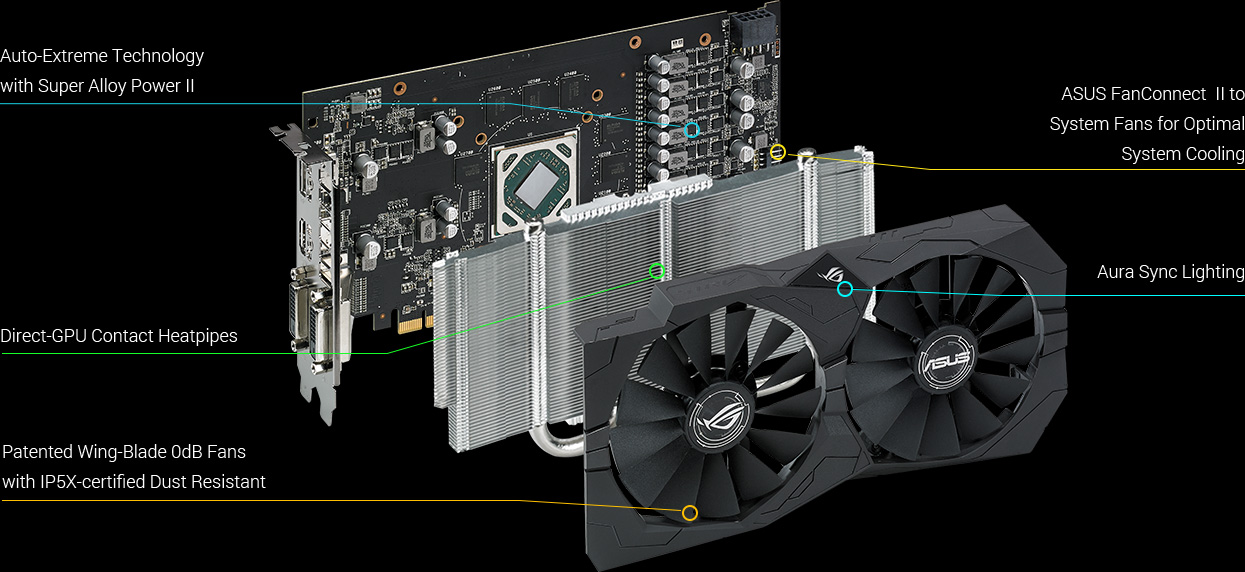 Auto-Extreme Technology
with Super Alloy Power II
ASUS FanConnect II to
System Fans for Optimal
System Cooling
Aura Sync Lighting
Direct-GPU Contact Heatpipes
Patented Wing-Blade 0dB Fans
with IP5X-certified Dust Resistant
ASUS